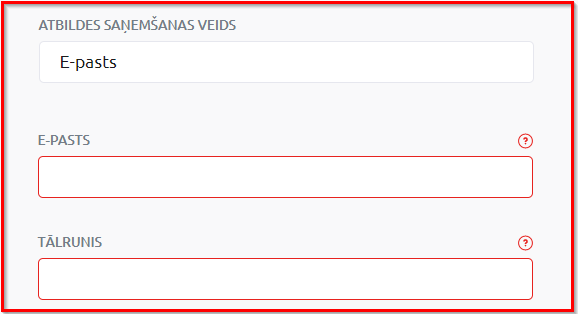 ATBILDES SAŅEMŠANAS VEIDS
E-pasts
E-PASTS ?
TĀLRUNIS ?